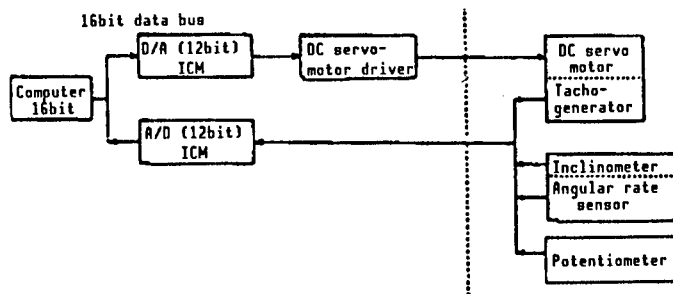 16bit data bus
D/A (12bit)
ICM
DC servo-
motor driver
DC servo
motor
Tacho-
generator
Computer
16bit
A/D (12bit)
ICM
Inclinometer
Angular rate
sensor
Potentiometer